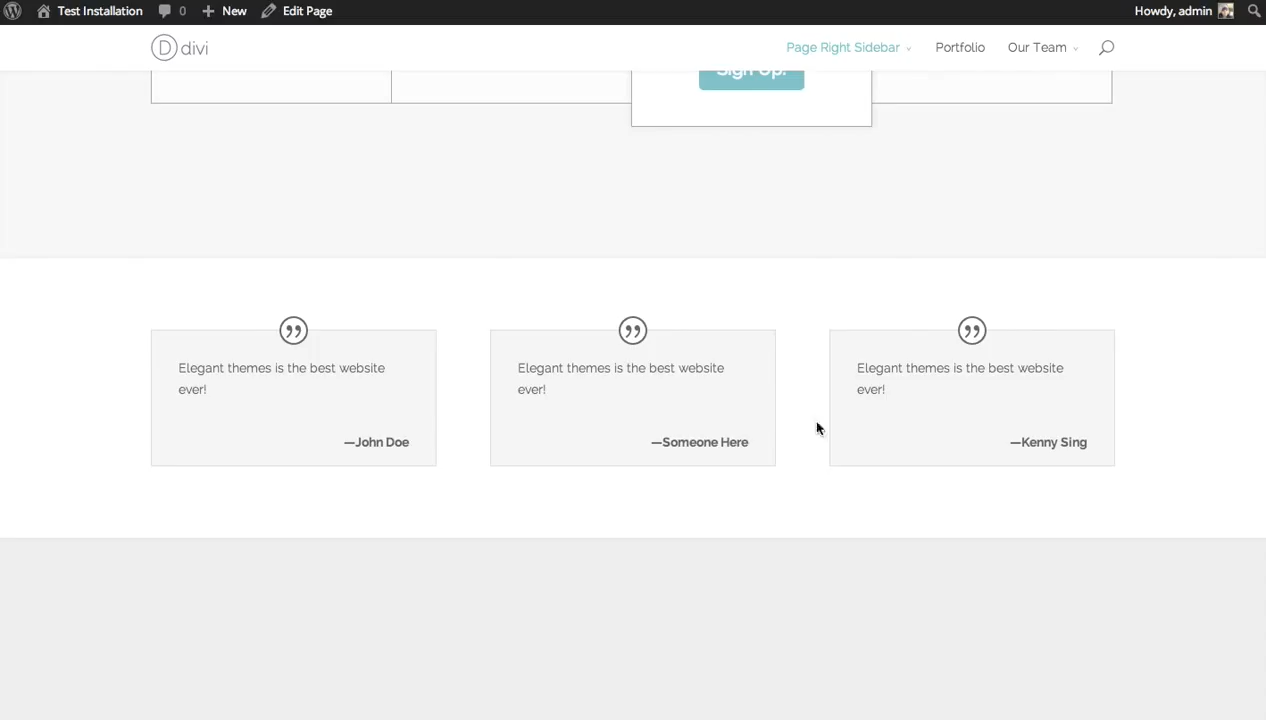 Test Installation 0 New Edit Page Howdy, admin
D divi Page Right Sidebar Portfolio Our Team
Sign Up!
Elegant themes is the best website
ever!
—John Doe
Elegant themes is the best website
ever!
—Someone Here
Elegant themes is the best website
ever!
—Kenny Sing